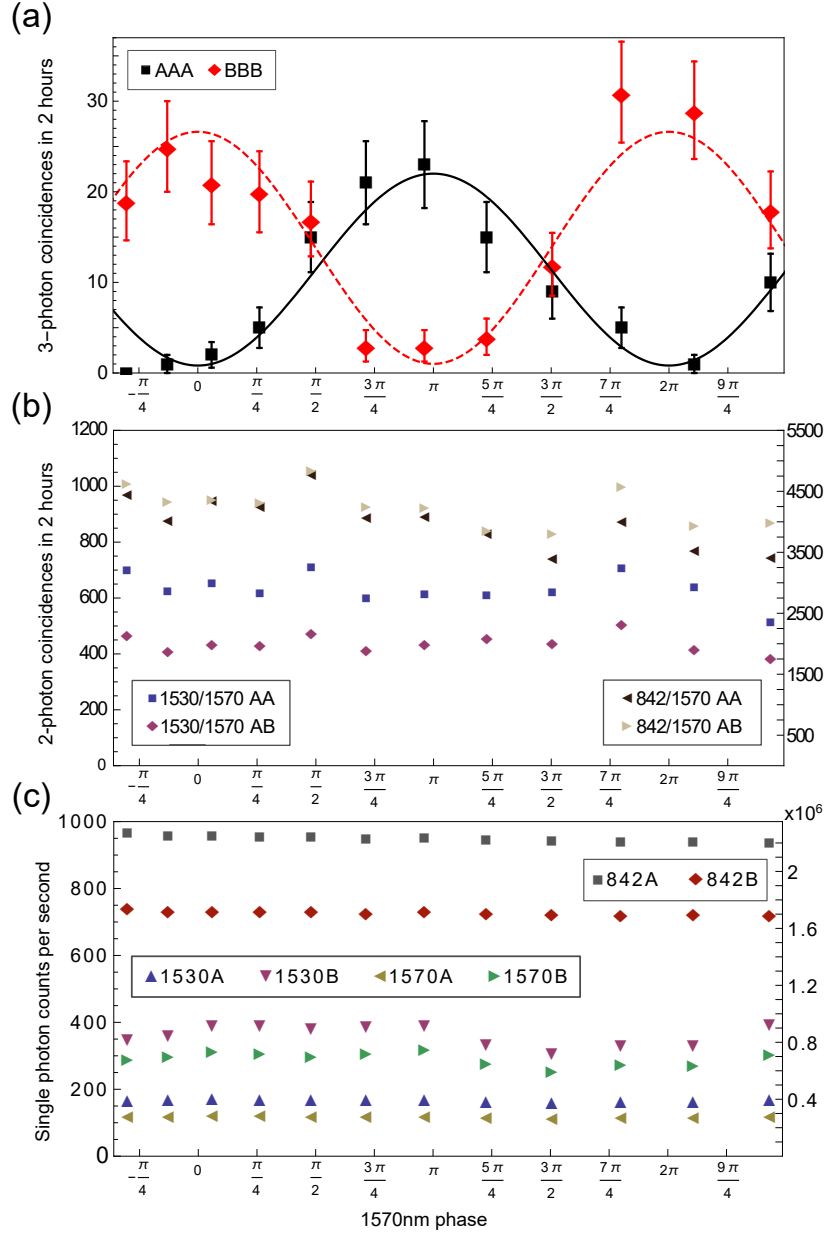 (a)
3-photon coincidences in 2 hours
AAA BBB
30
20
10
0
-π/4 0 π/4 π/2 3π/4 π 5π/4 3π/2 7π/4 2π 9π/4
(b)
2-photon coincidences in 2 hours
1200
1000
800
600
400
200
0
5500
4500
3500
2500
1500
500
1530/1570 AA
1530/1570 AB
842/1570 AA
842/1570 AB
-π/4 0 π/4 π/2 3π/4 π 5π/4 3π/2 7π/4 2π 9π/4
(c)
Single photon counts per second
1000
800
600
400
200
0
×10⁶
2
1.6
1.2
0.8
0.4
842A 842B
1530A 1530B 1570A 1570B
-π/4 0 π/4 π/2 3π/4 π 5π/4 3π/2 7π/4 2π 9π/4
1570nm phase